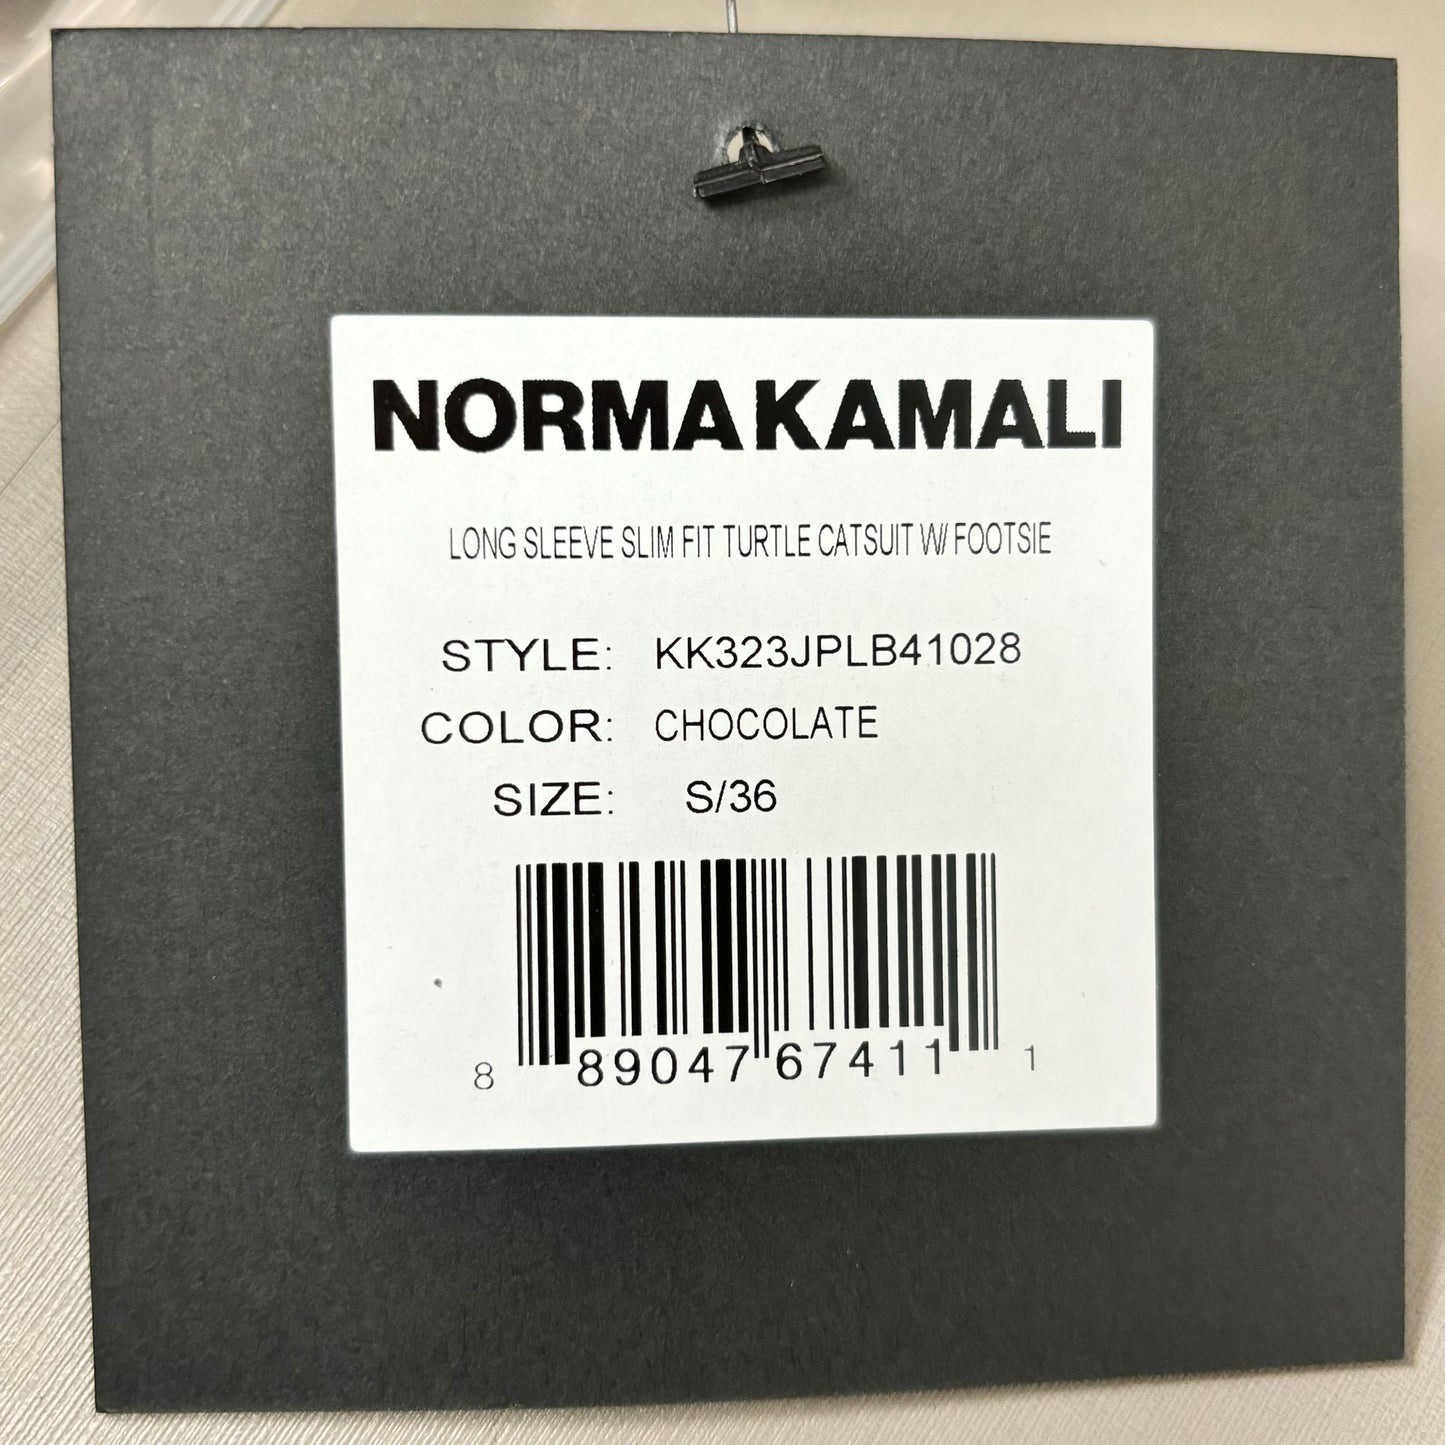 NORMA KAMALI
LONG SLEEVE SLIM FIT TURTLE CATSUIT W/ FOOTSIE
STYLE: KK323JPLB41028
COLOR: CHOCOLATE
SIZE: S/36
8 89047 67411 1